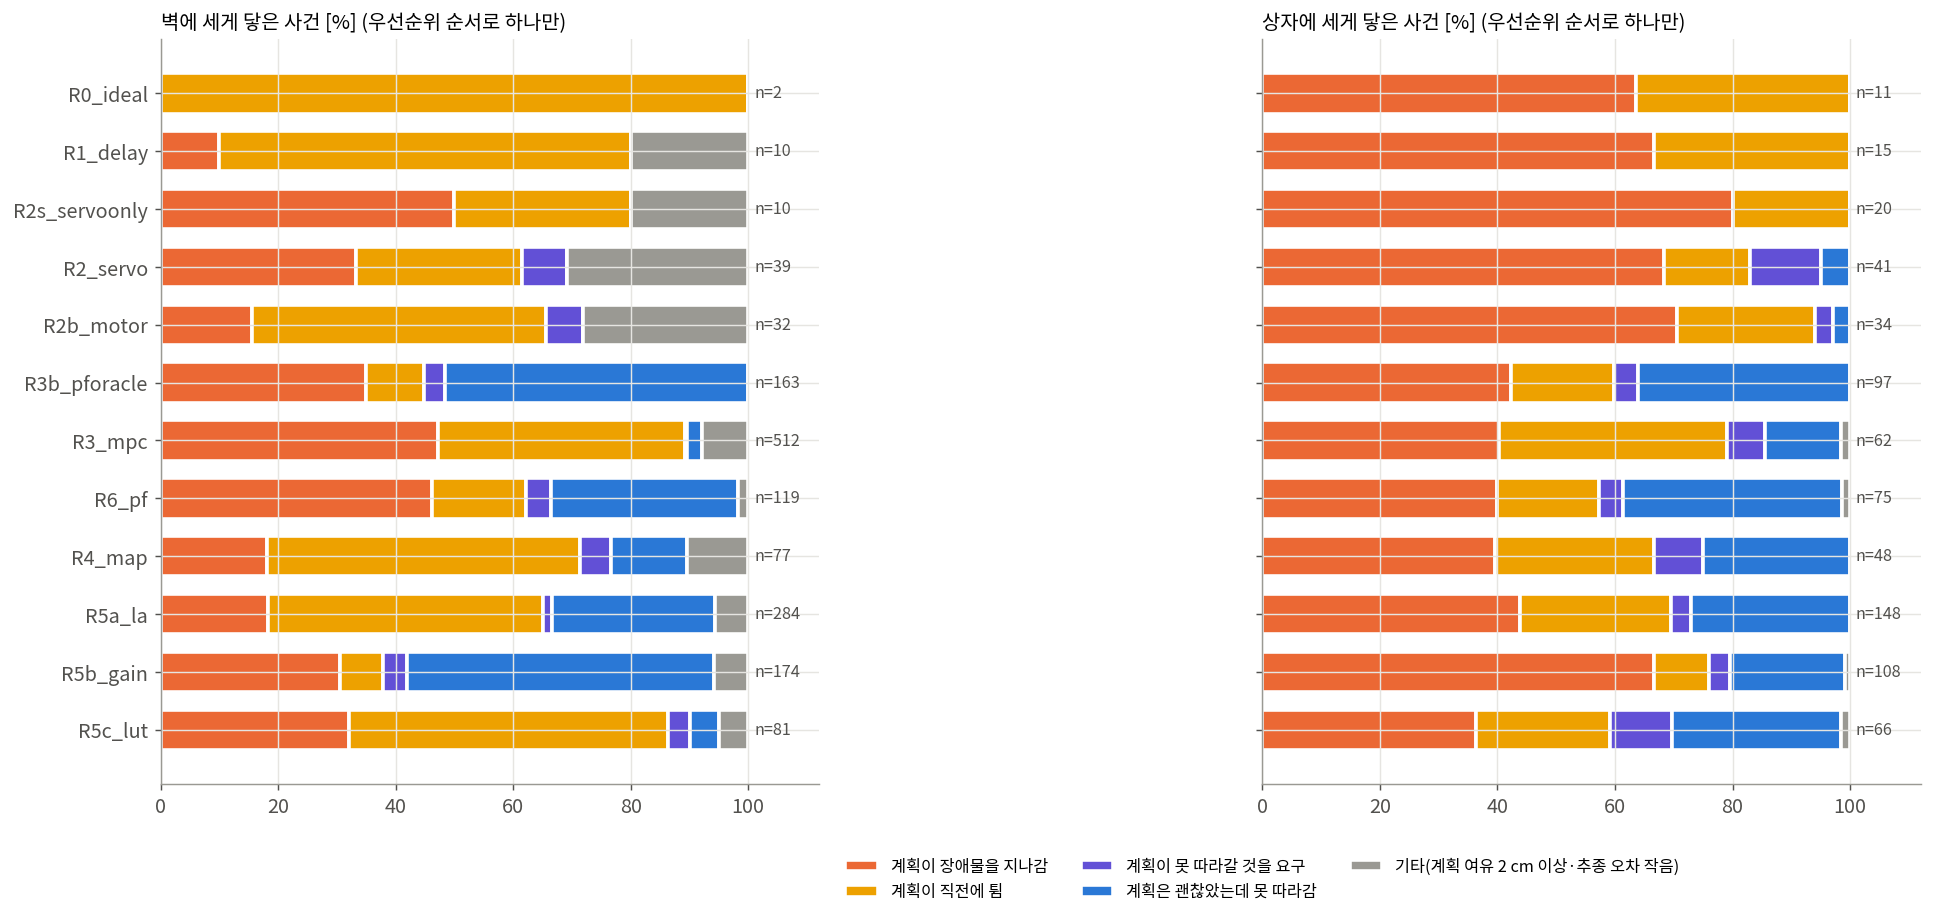 벽에 세게 닿은 사건 [%] (우선순위 순서로 하나만)
R0_ideal n=2
R1_delay n=10
R2s_servoonly n=10
R2_servo n=39
R2b_motor n=32
R3b_pforacle n=163
R3_mpc n=512
R6_pf n=119
R4_map n=77
R5a_la n=284
R5b_gain n=174
R5c_lut n=81
0 20 40 60 80 100
상자에 세게 닿은 사건 [%] (우선순위 순서로 하나만)
n=11
n=15
n=20
n=41
n=34
n=97
n=62
n=75
n=48
n=148
n=108
n=66
0 20 40 60 80 100
계획이 장애물을 지나감
계획이 직전에 튐
계획이 못 따라갈 것을 요구
계획은 괜찮았는데 못 따라감
기타(계획 여유 2 cm 이상·추종 오차 작음)